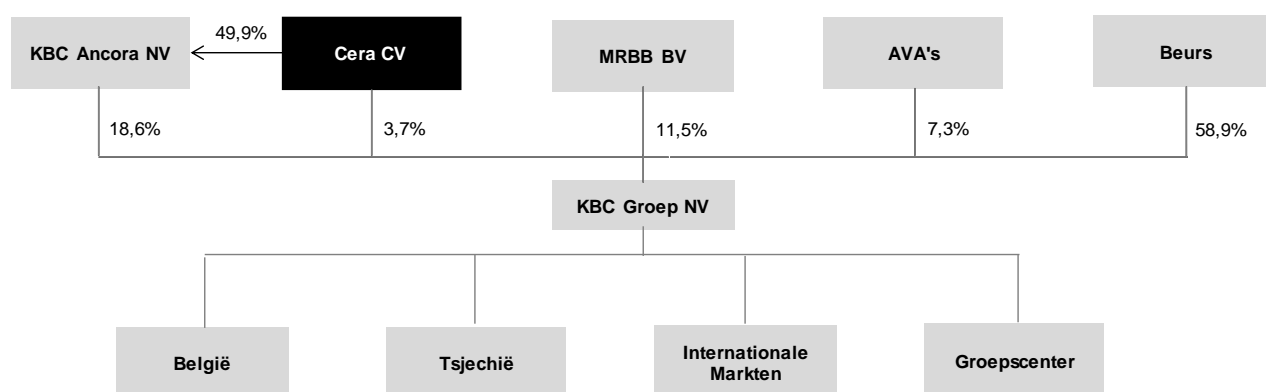 49,9%
KBC Ancora NV
Cera CV
MRBB BV
AVA's
Beurs
18,6%
3,7%
11,5%
7,3%
58,9%
KBC Groep NV
België
Tsjechië
Internationale
Markten
Groepscenter